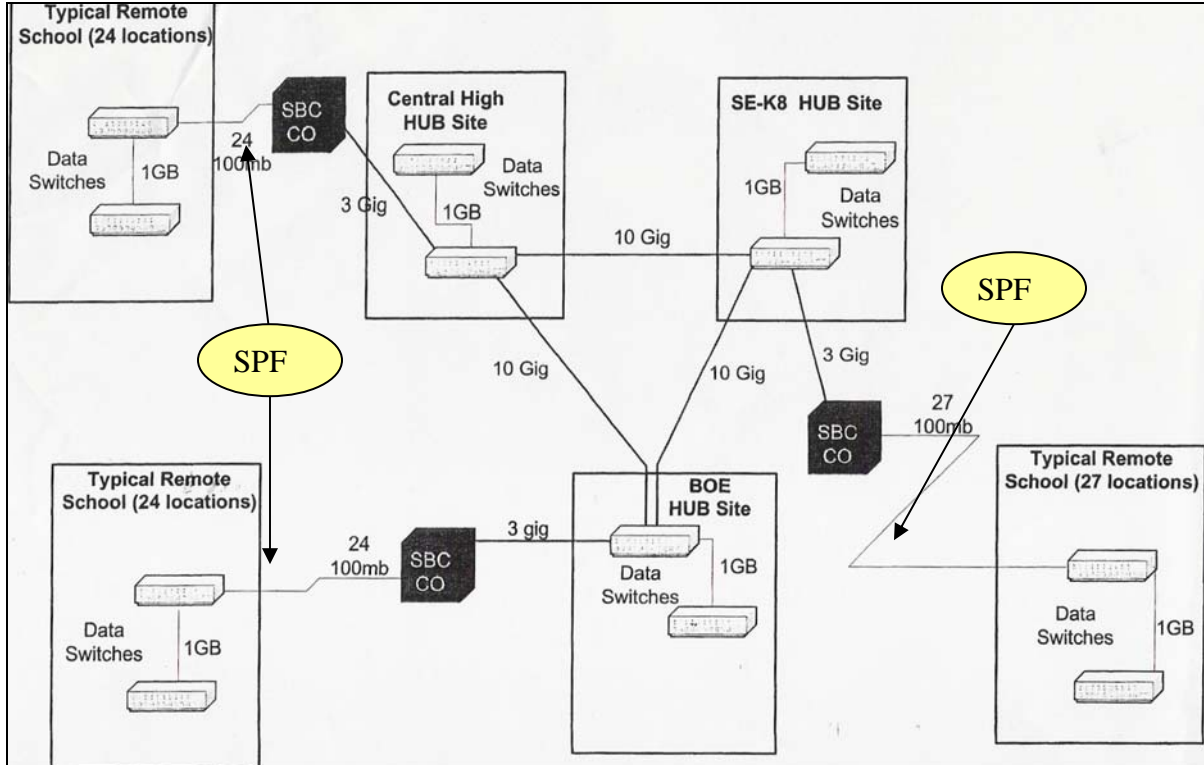 Typical Remote
School (24 locations)
Data
Switches
1GB
24
100mb
SBC
CO
3 Gig
Central High
HUB Site
Data
Switches
1GB
10 Gig
SE-K8 HUB Site
1GB
Data
Switches
SPF
SPF
10 Gig
10 Gig
3 Gig
SBC
CO
27
100mb
Typical Remote
School (24 locations)
Data
Switches
1GB
24
100mb
SBC
CO
3 gig
BOE
HUB Site
Data
Switches
1GB
Typical Remote
School (27 locations)
Data
Switches
1GB